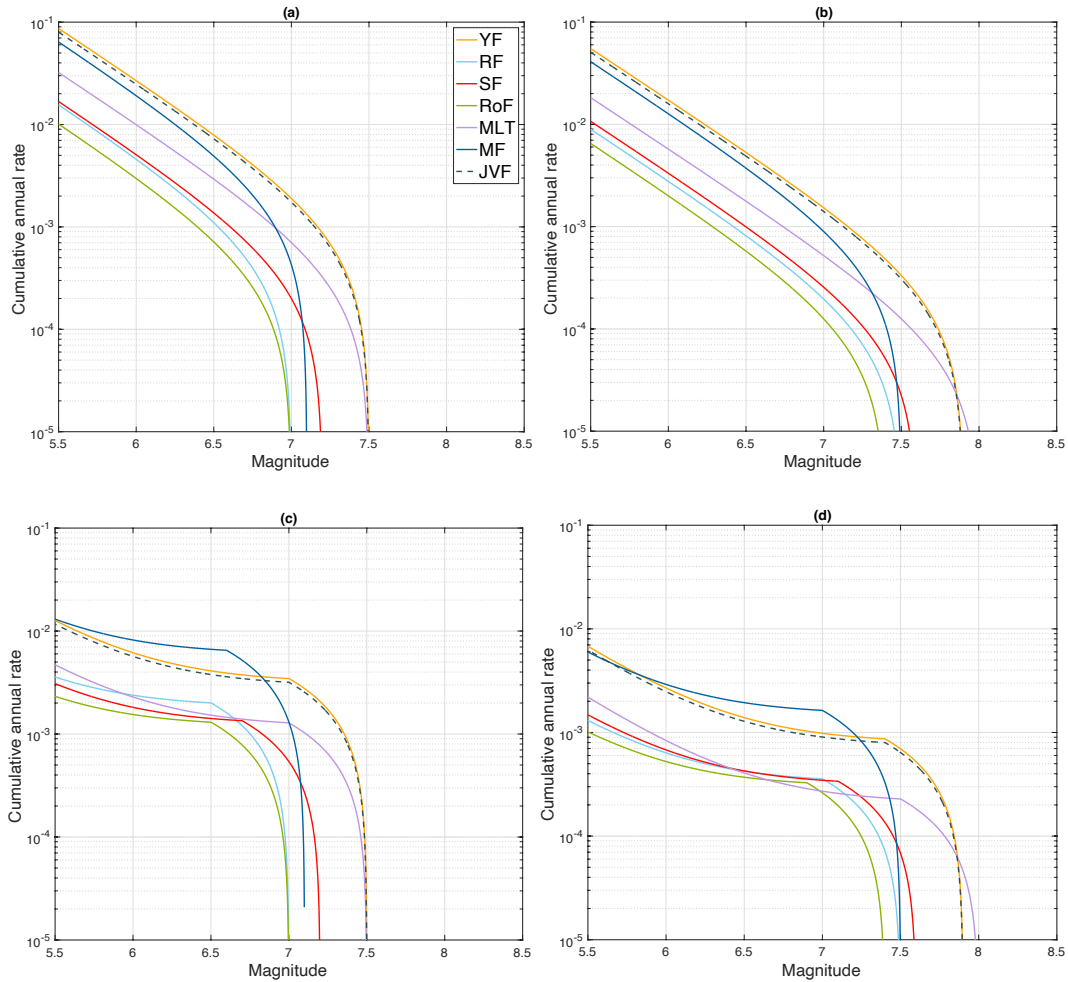 (a)
Cumulative annual rate
10^-1
10^-2
10^-3
10^-4
10^-5
5.5 6 6.5 7 7.5 8 8.5
Magnitude
YF
RF
SF
RoF
MLT
MF
JVF
(b)
Cumulative annual rate
10^-1
10^-2
10^-3
10^-4
10^-5
5.5 6 6.5 7 7.5 8 8.5
Magnitude
(c)
Cumulative annual rate
10^-1
10^-2
10^-3
10^-4
10^-5
5.5 6 6.5 7 7.5 8 8.5
Magnitude
(d)
Cumulative annual rate
10^-1
10^-2
10^-3
10^-4
10^-5
5.5 6 6.5 7 7.5 8 8.5
Magnitude